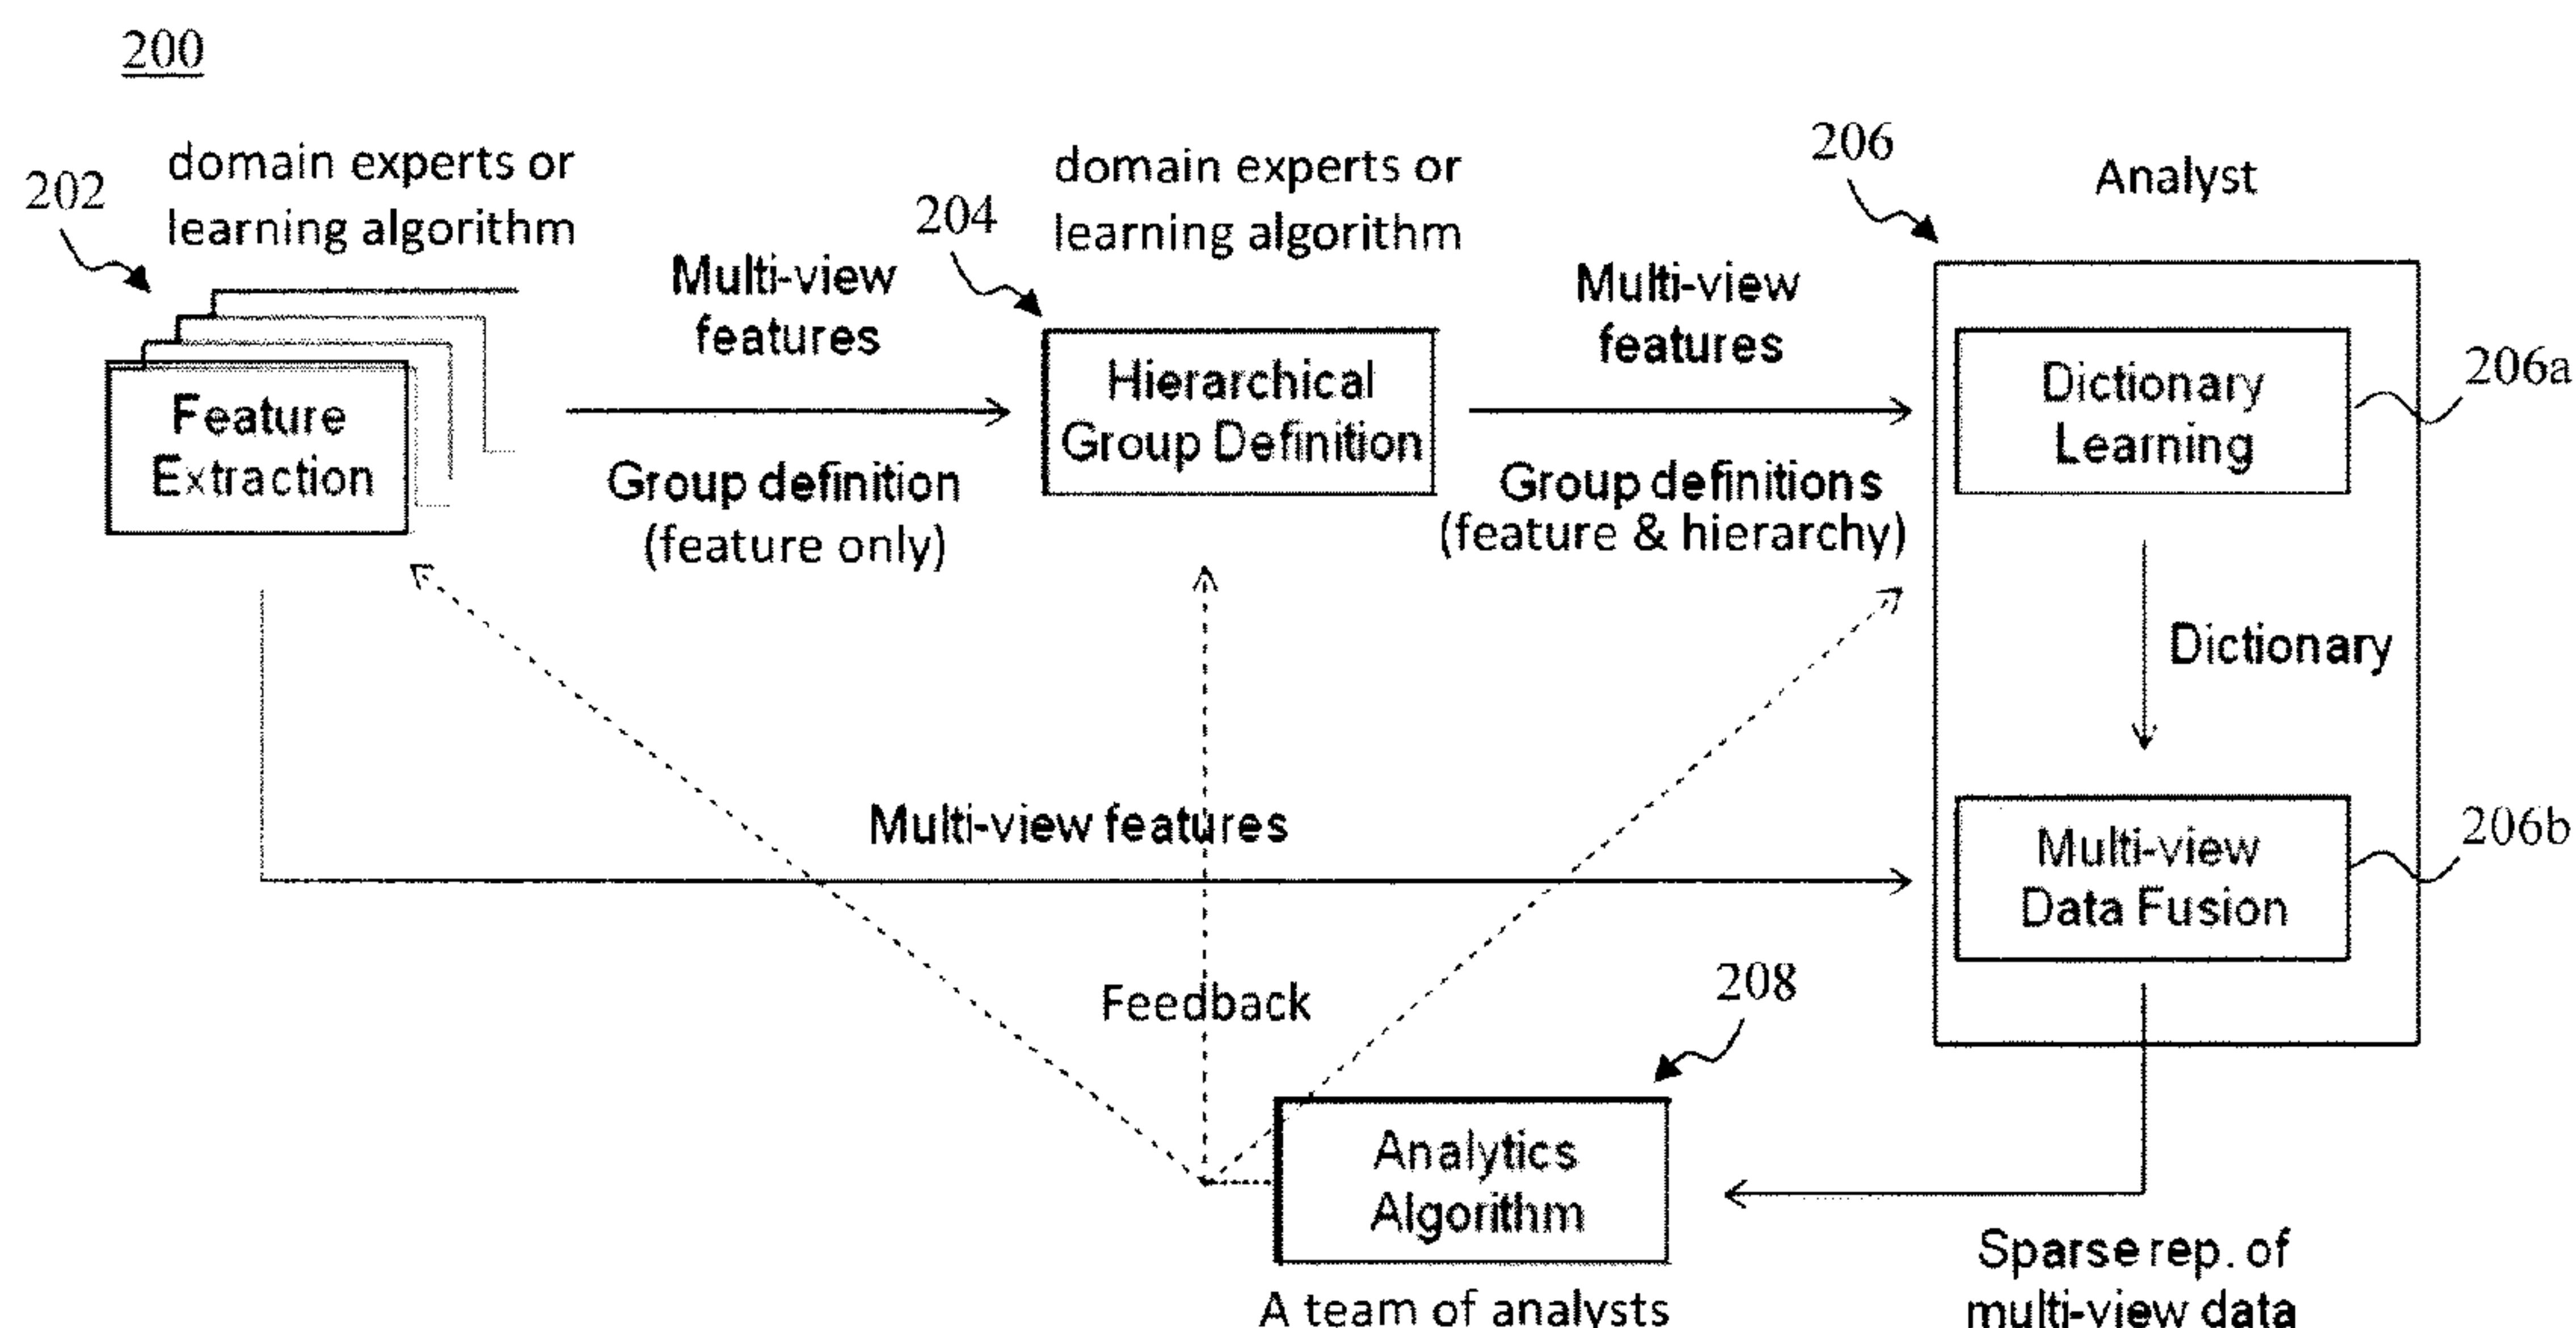 200
202
domain experts or
learning algorithm
204
domain experts or
learning algorithm
206
Analyst
Multi-view
features
Multi-view
features
Feature
Extraction
Hierarchical
Group Definition
Dictionary
Learning
206a
Group definition
(feature only)
Group definitions
(feature & hierarchy)
Dictionary
Multi-view features
Multi-view
Data Fusion
206b
Feedback
208
Analytics
Algorithm
A team of analysts
Sparse rep. of
multi-view data